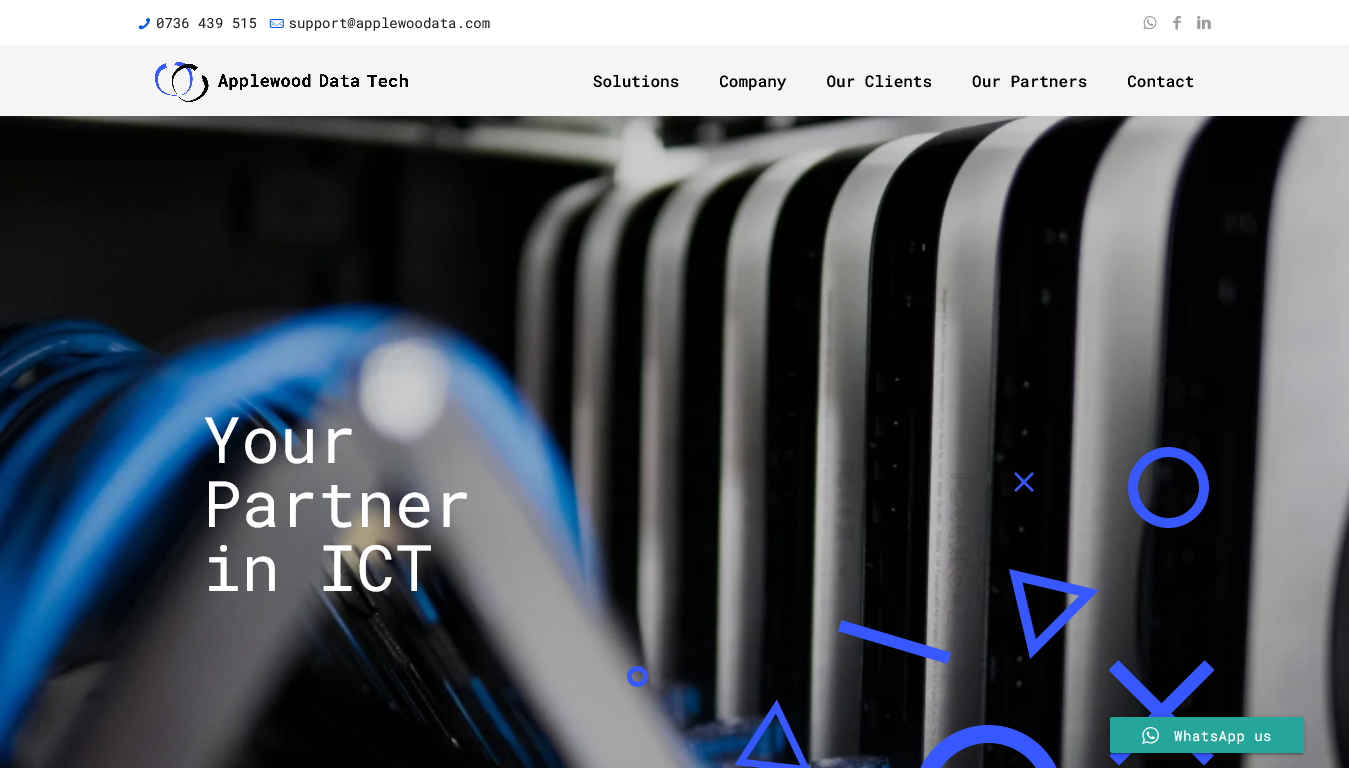 0736 439 515 support@applewoodata.com
Applewood Data Tech
Solutions Company Our Clients Our Partners Contact
Your
Partner
in ICT
WhatsApp us